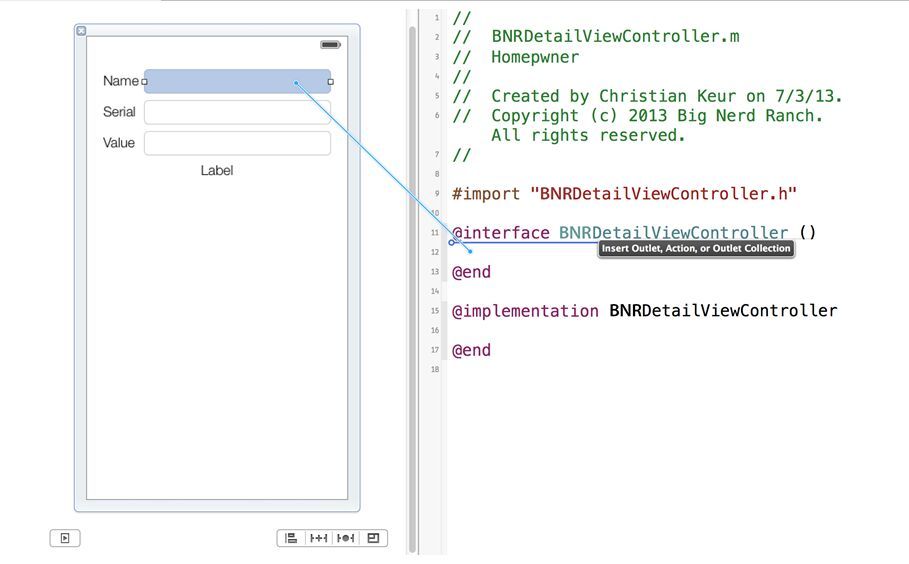 Name
Serial
Value
Label
1 //
2 // BNRDetailViewController.m
3 // Homepwner
4 //
5 // Created by Christian Keur on 7/3/13.
6 // Copyright (c) 2013 Big Nerd Ranch.
All rights reserved.
7 //
8
9 #import "BNRDetailViewController.h"
10
11 @interface BNRDetailViewController ()
Insert Outlet, Action, or Outlet Collection
12
13 @end
14
15 @implementation BNRDetailViewController
16
17 @end
18